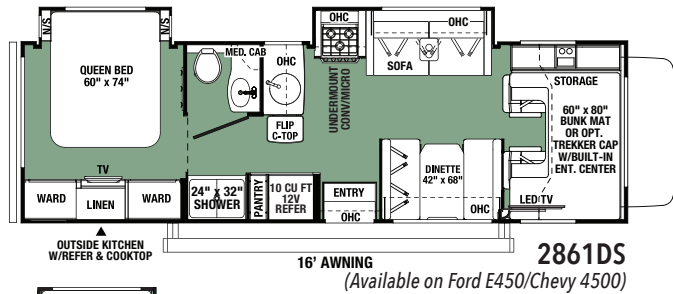 N/S
N/S
QUEEN BED
60" x 74"
MED. CAB
OHC
FLIP
C-TOP
OHC
UNDERMOUNT
CONV/MICRO
OHC
SOFA
STORAGE
60" x 80"
BUNK MAT
OR OPT.
TREKKER CAP
W/BUILT-IN
ENT. CENTER
LED TV
DINETTE
42" x 68"
OHC
TV
WARD
LINEN
WARD
24" x 32"
SHOWER
PANTRY
10 CU FT
12V
REFER
ENTRY
OHC
OUTSIDE KITCHEN
W/REFER & COOKTOP
16' AWNING
2861DS
(Available on Ford E450/Chevy 4500)